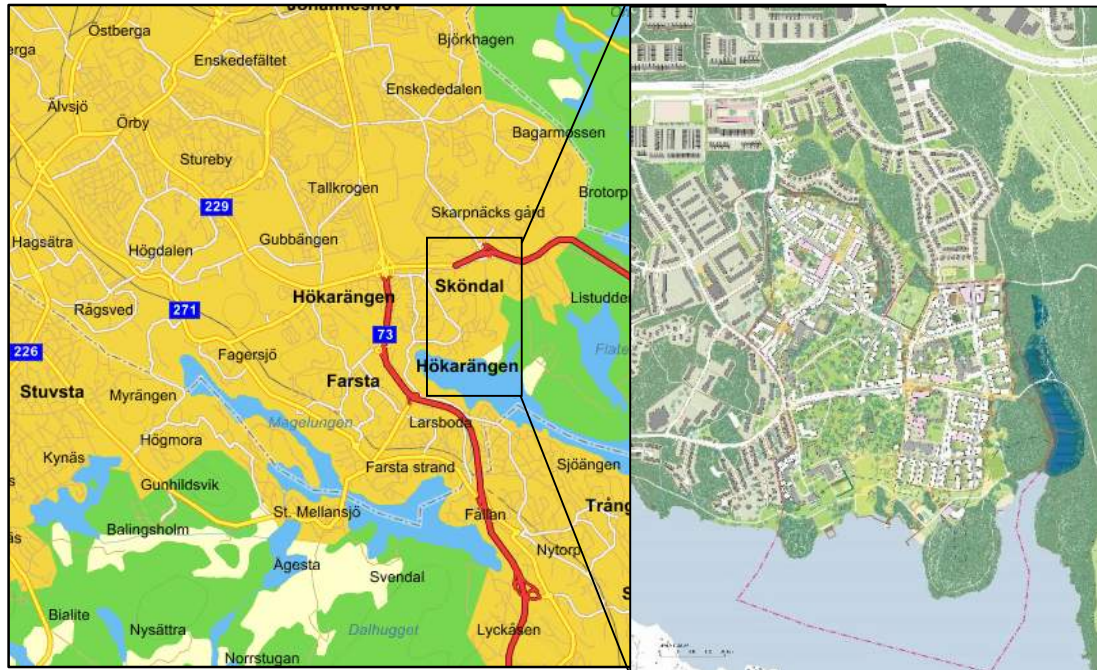 Johanneshov
Östberga
Björkhagen
Enskedefältet
Enskededalen
Älvsjö
Örby
Bagarmossen
Stureby
Tallkrogen
Brotorp
229
Skarpnäcks gård
Hagsätra
Högdalen
Gubbängen
Sköndal
Hökarängen
Listudden
Rågsved
271
73
226
Fagersjö
Stuvsta
Farsta
Hökarängen
Myrängen
Magelungen
Larsboda
Högmora
Kynäs
Farsta strand
Sjöängen
Gunhildsvik
St. Mellansjö
Fållan
Trång
Balingsholm
Ågesta
Nytorp
Svendal
Bialite
Nysättra
Dalhugget
Lyckåsen
Norrstugan